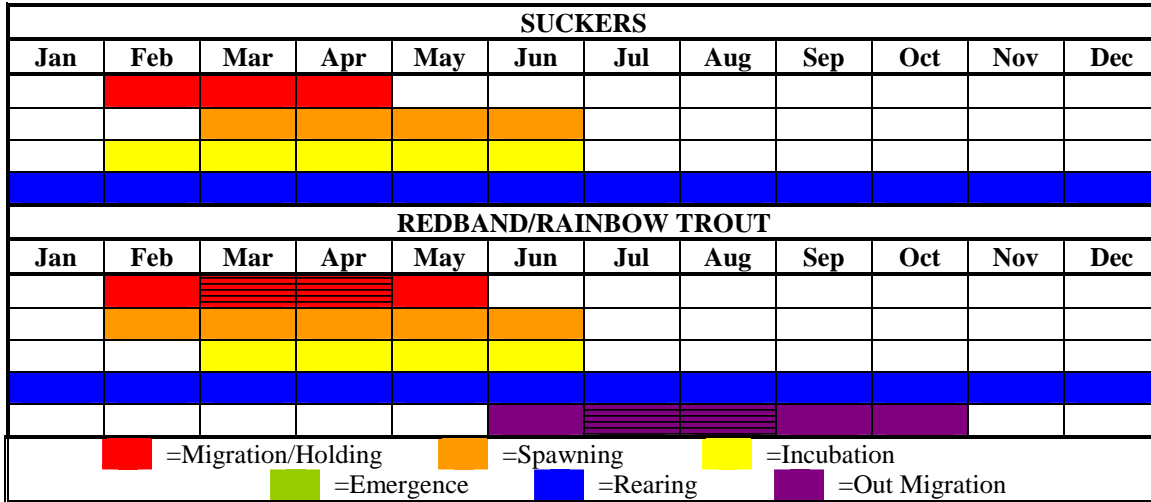 SUCKERS
Jan Feb Mar Apr May Jun Jul Aug Sep Oct Nov Dec
REDBAND/RAINBOW TROUT
Jan Feb Mar Apr May Jun Jul Aug Sep Oct Nov Dec
=Migration/Holding =Spawning =Incubation
=Emergence =Rearing =Out Migration